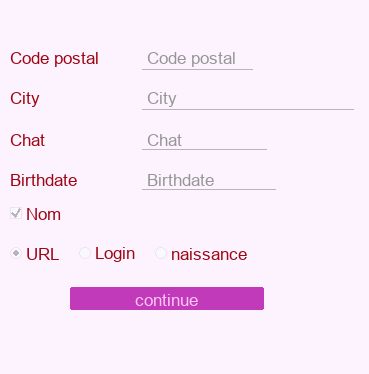 Code postal Code postal
City City
Chat Chat
Birthdate Birthdate
Nom
URL Login naissance
continue